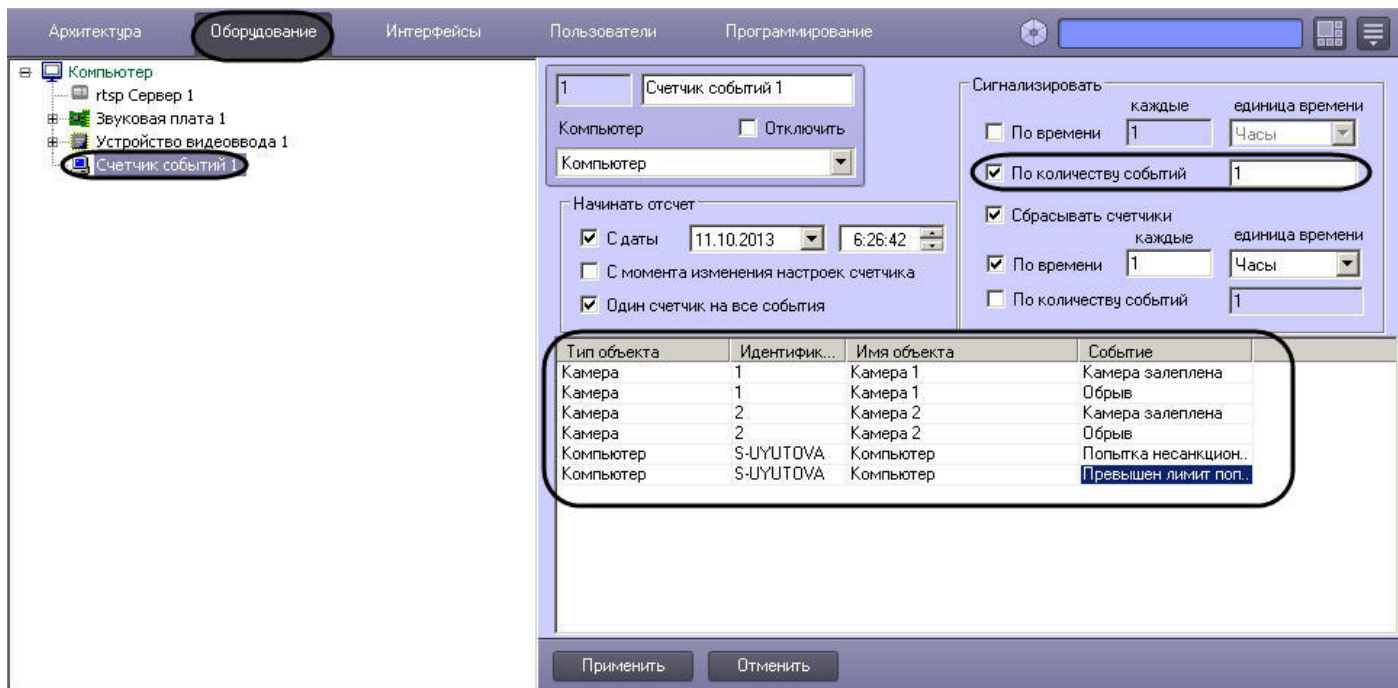 Архитектура Оборудование Интерфейсы Пользователи Программирование
Компьютер
rtsp Сервер 1
Звуковая плата 1
Устройство видеоввода 1
Счетчик событий 1
1 Счетчик событий 1
Компьютер Отключить
Компьютер
Начинать отсчет
С даты 11.10.2013 6:26:42
С момента изменения настроек счетчика
Один счетчик на все события
Сигнализировать
каждые единица времени
По времени 1 Часы
По количеству событий 1
Сбрасывать счетчики
каждые единица времени
По времени 1 Часы
По количеству событий 1
Тип объекта Идентифик... Имя объекта Событие
Камера 1 Камера 1 Камера залеплена
Камера 1 Камера 1 Обрыв
Камера 2 Камера 2 Камера залеплена
Камера 2 Камера 2 Обрыв
Компьютер S-UYUTOVA Компьютер Попытка несанкцион..
Компьютер S-UYUTOVA Компьютер Превышен лимит поп..
Применить Отменить